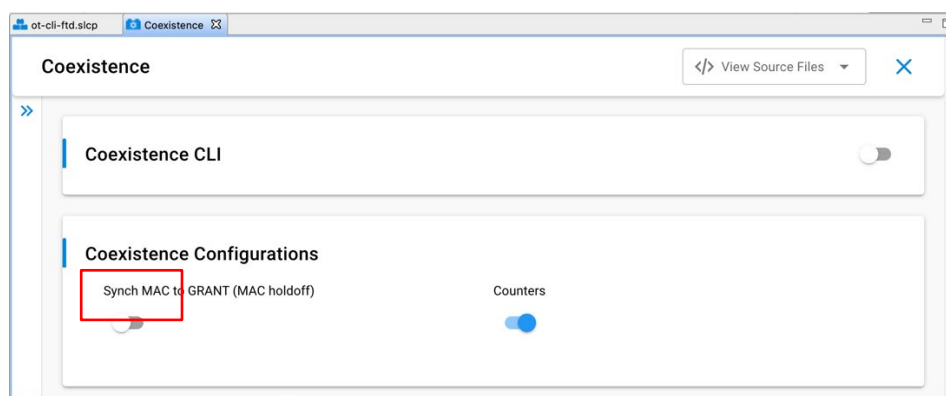 ot-cli-ftd.slcp
Coexistence
Coexistence
</> View Source Files
Coexistence CLI
Coexistence Configurations
Synch MAC to GRANT (MAC holdoff)
Counters